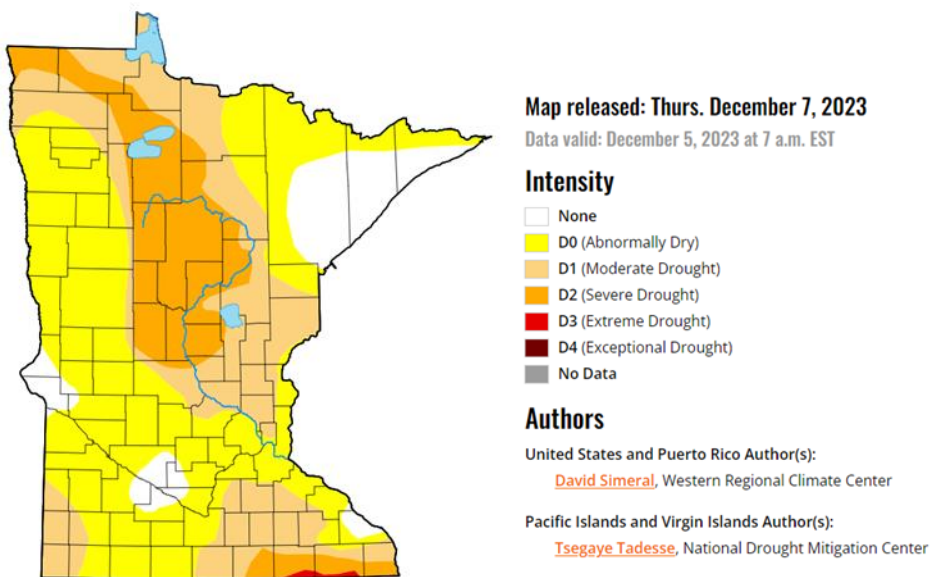 Map released: Thurs. December 7, 2023
Data valid: December 5, 2023 at 7 a.m. EST
Intensity
None
D0 (Abnormally Dry)
D1 (Moderate Drought)
D2 (Severe Drought)
D3 (Extreme Drought)
D4 (Exceptional Drought)
No Data
Authors
United States and Puerto Rico Author(s):
David Simeral, Western Regional Climate Center
Pacific Islands and Virgin Islands Author(s):
Tsegaye Tadesse, National Drought Mitigation Center